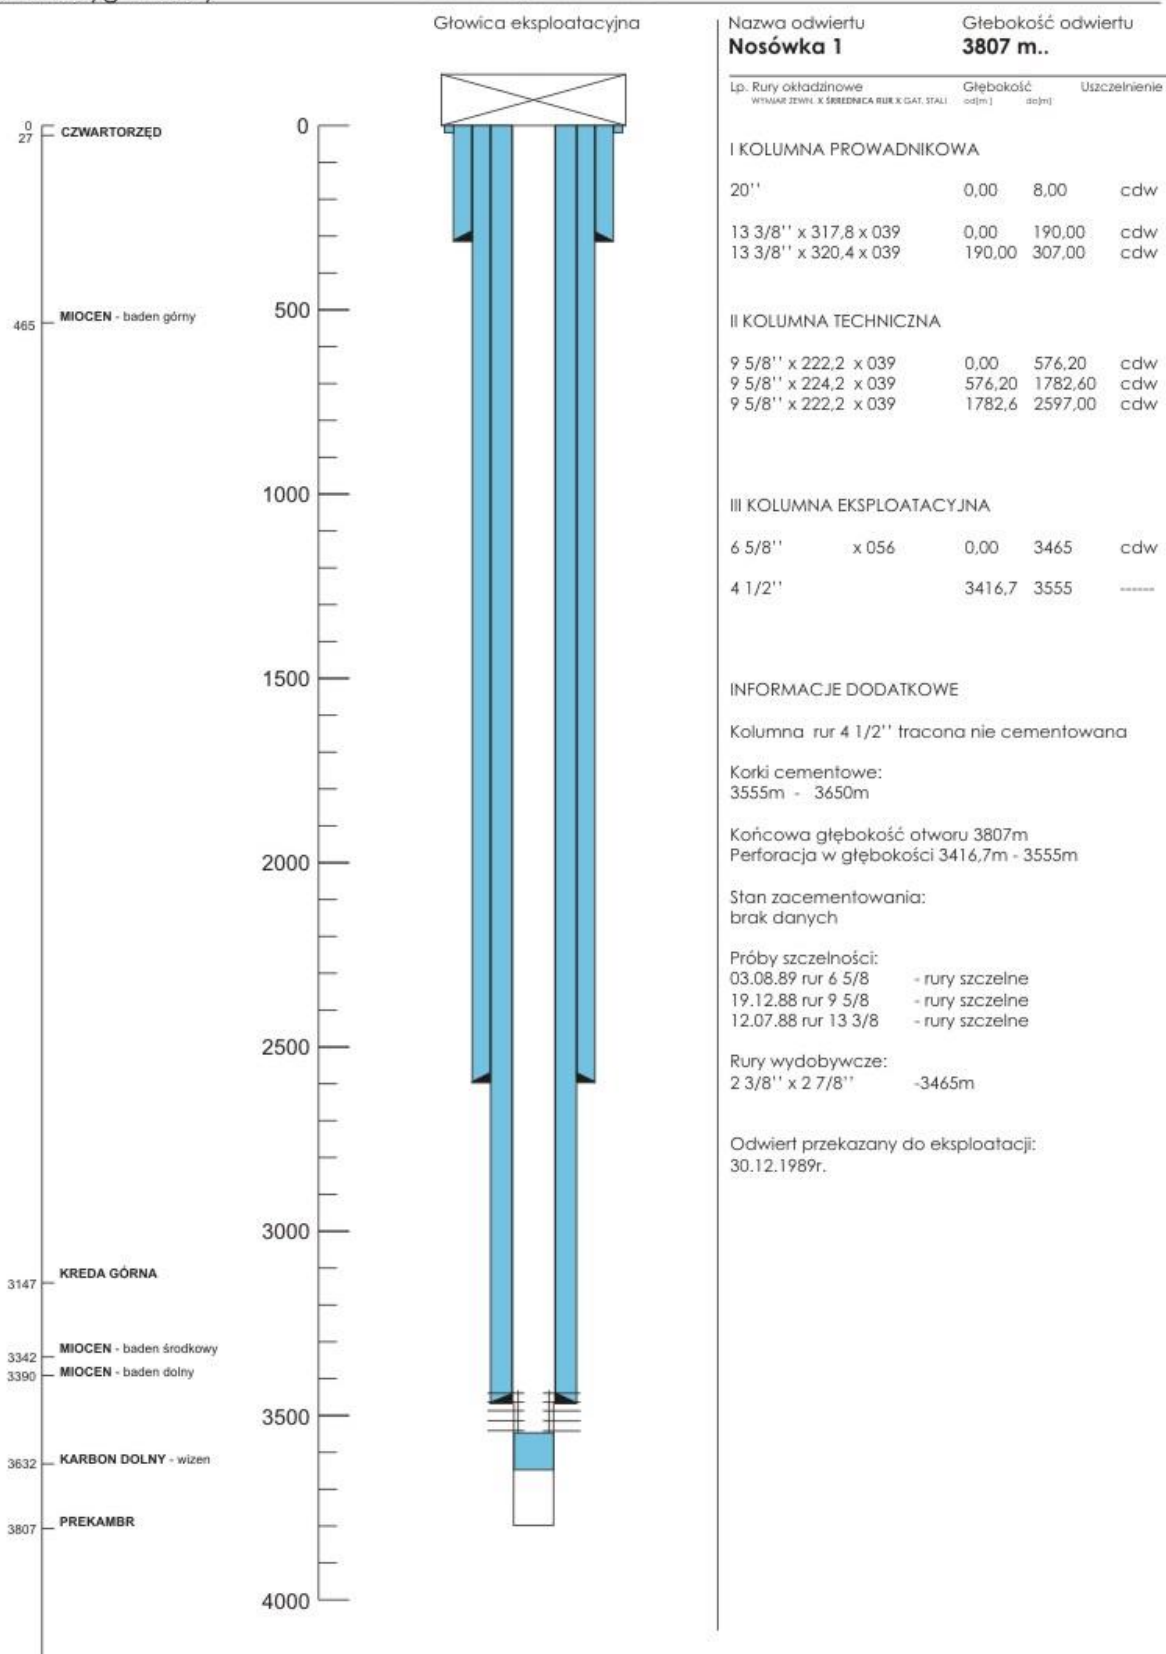 Głowica eksploatacyjna
0
27
CZWARTORZĘD
465
MIOCEN - baden górny
3147
KREDA GÓRNA
3342
MIOCEN - baden środkowy
3390
MIOCEN - baden dolny
3632
KARBON DOLNY - wizen
3807
PREKAMBR
0
500
1000
1500
2000
2500
3000
3500
4000
Nazwa odwiertu Głebokość odwiertu
Nosówka 1 3807 m..
Lp. Rury okładzinowe Głębokość Uszczelnienie
WYMIAR ZEWN. X ŚRREDNICA RUR X GAT. STALI od[m] do[m]
I KOLUMNA PROWADNIKOWA
20'' 0,00 8,00 cdw
13 3/8'' x 317,8 x 039 0,00 190,00 cdw
13 3/8'' x 320,4 x 039 190,00 307,00 cdw
II KOLUMNA TECHNICZNA
9 5/8'' x 222,2 x 039 0,00 576,20 cdw
9 5/8'' x 224,2 x 039 576,20 1782,60 cdw
9 5/8'' x 222,2 x 039 1782,6 2597,00 cdw
III KOLUMNA EKSPLOATACYJNA
6 5/8'' x 056 0,00 3465 cdw
4 1/2'' 3416,7 3555 ------
INFORMACJE DODATKOWE
Kolumna rur 4 1/2'' tracona nie cementowana
Korki cementowe:
3555m - 3650m
Końcowa głębokość otworu 3807m
Perforacja w głębokości 3416,7m - 3555m
Stan zacementowania:
brak danych
Próby szczelności:
03.08.89 rur 6 5/8 - rury szczelne
19.12.88 rur 9 5/8 - rury szczelne
12.07.88 rur 13 3/8 - rury szczelne
Rury wydobywcze:
2 3/8'' x 2 7/8'' -3465m
Odwiert przekazany do eksploatacji:
30.12.1989r.